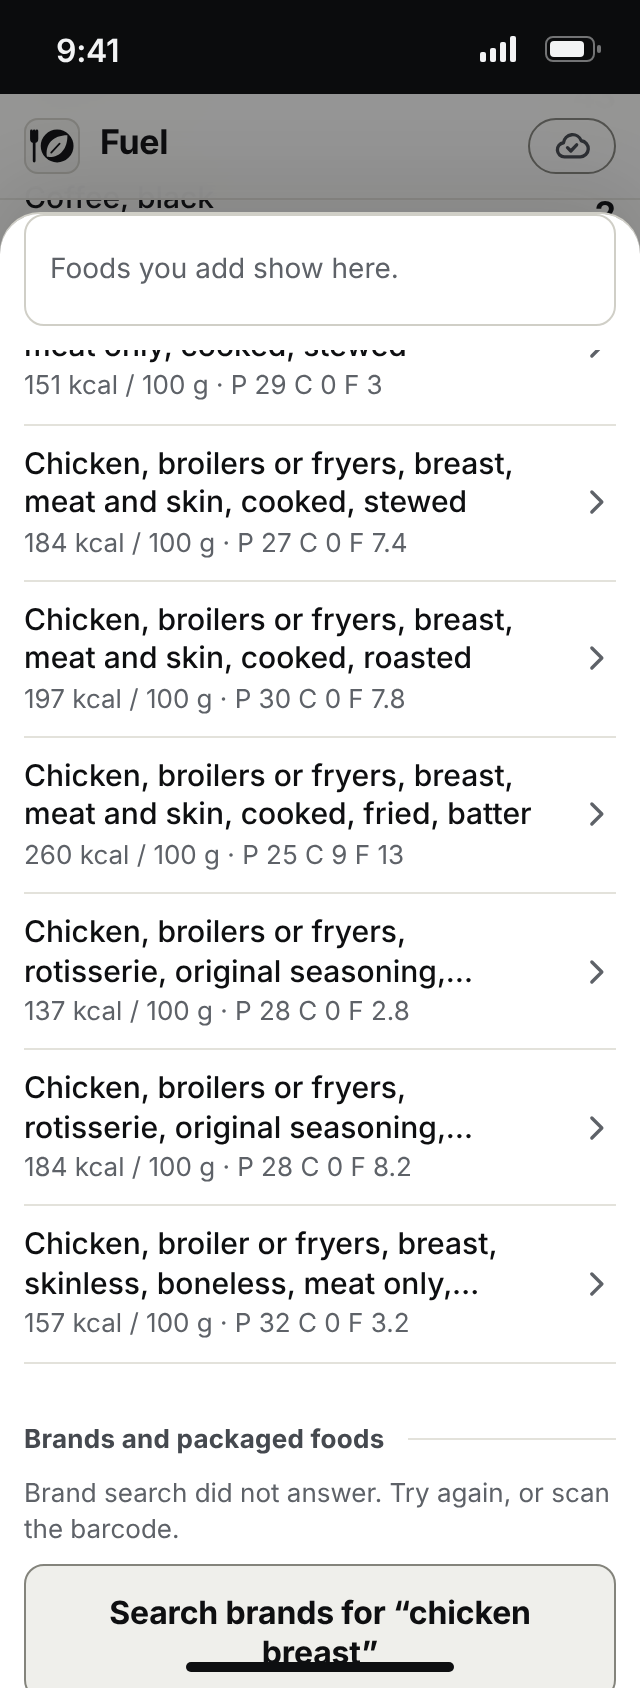 9:41
Fuel
Coffee, black
Foods you add show here.
meat only, cooked, stewed
151 kcal / 100 g · P 29 C 0 F 3
Chicken, broilers or fryers, breast,
meat and skin, cooked, stewed
184 kcal / 100 g · P 27 C 0 F 7.4
Chicken, broilers or fryers, breast,
meat and skin, cooked, roasted
197 kcal / 100 g · P 30 C 0 F 7.8
Chicken, broilers or fryers, breast,
meat and skin, cooked, fried, batter
260 kcal / 100 g · P 25 C 9 F 13
Chicken, broilers or fryers,
rotisserie, original seasoning,...
137 kcal / 100 g · P 28 C 0 F 2.8
Chicken, broilers or fryers,
rotisserie, original seasoning,...
184 kcal / 100 g · P 28 C 0 F 8.2
Chicken, broiler or fryers, breast,
skinless, boneless, meat only,...
157 kcal / 100 g · P 32 C 0 F 3.2
Brands and packaged foods
Brand search did not answer. Try again, or scan
the barcode.
Search brands for “chicken
breast”